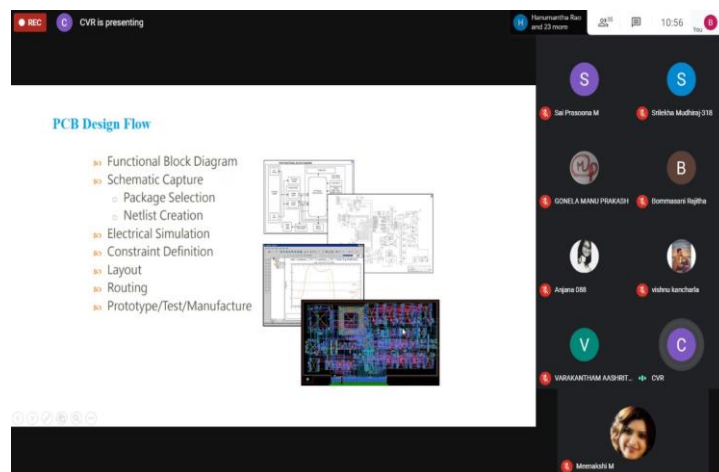 REC
C
CVR is presenting
H
Hanumantha Rao
and 23 more
10:56
You
B
PCB Design Flow
Functional Block Diagram
Schematic Capture
Package Selection
Netlist Creation
Electrical Simulation
Constraint Definition
Layout
Routing
Prototype/Test/Manufacture
S
Sai Prasoona M
S
Srilekha Mudhiraj-318
GONELA MANU PRAKASH
B
Bommasani Rajitha
Anjana 088
vishnu kancharla
V
VARAKANTHAM AASHRIT...
C
CVR
Meenakshi M